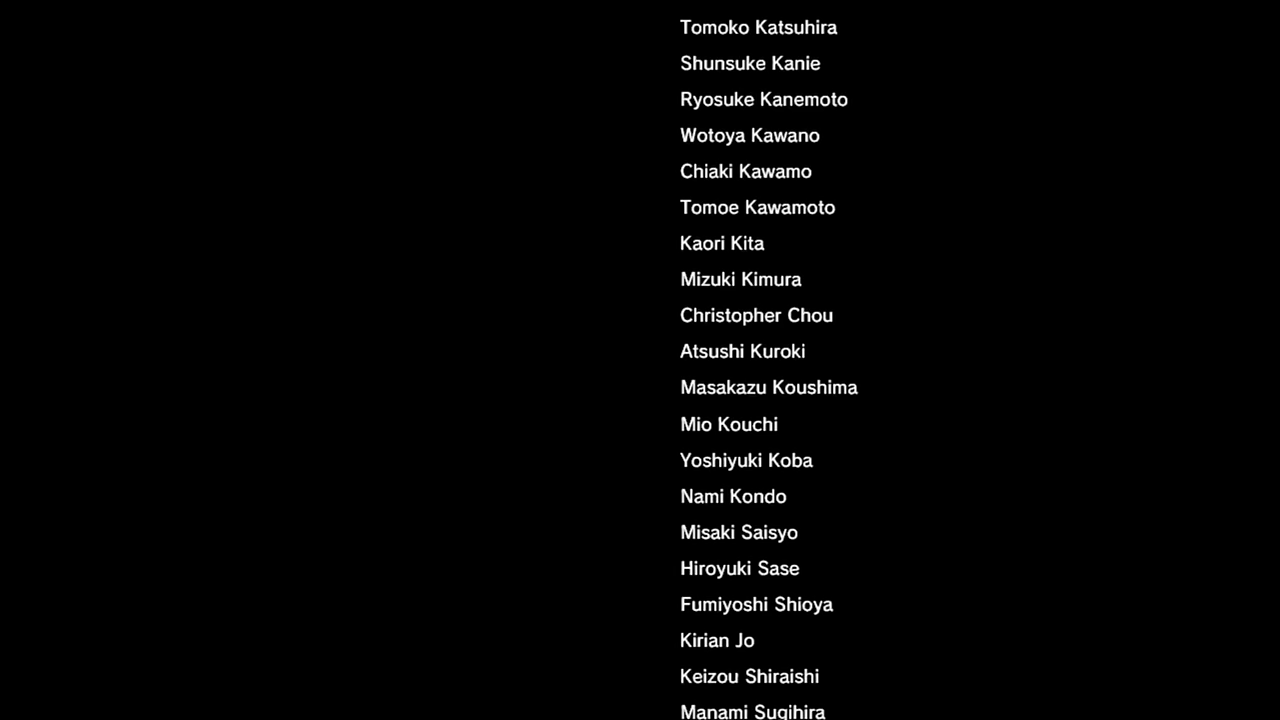 Tomoko Katsuhira
Shunsuke Kanie
Ryosuke Kanemoto
Wotoya Kawano
Chiaki Kawamo
Tomoe Kawamoto
Kaori Kita
Mizuki Kimura
Christopher Chou
Atsushi Kuroki
Masakazu Koushima
Mio Kouchi
Yoshiyuki Koba
Nami Kondo
Misaki Saisyo
Hiroyuki Sase
Fumiyoshi Shioya
Kirian Jo
Keizou Shiraishi
Manami Sugihira